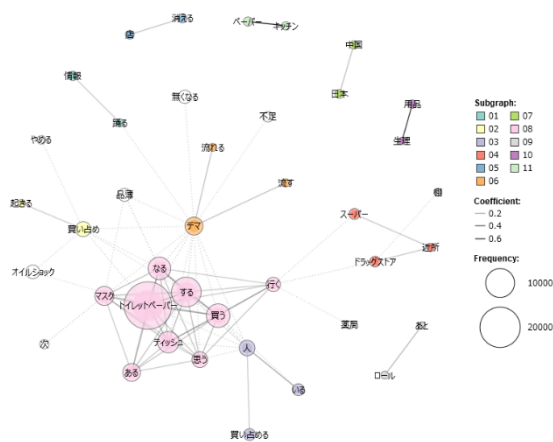 消える
店
ペーパー
キッチン
中国
日本
情報
踊る
無くなる
不足
用品
生理
やめる
流れる
流す
品薄
起きる
買い占め
デマ
棚
スーパー
近所
ドラッグストア
オイルショック
なる
マスク
する
行く
トイレットペーパー
買う
薬局
あと
次
ティッシュ
思う
人
ある
ロール
いる
買い占める
Subgraph:
01 07
02 08
03 09
04 10
05 11
06
Coefficient:
0.2
0.4
0.6
Frequency:
10000
20000